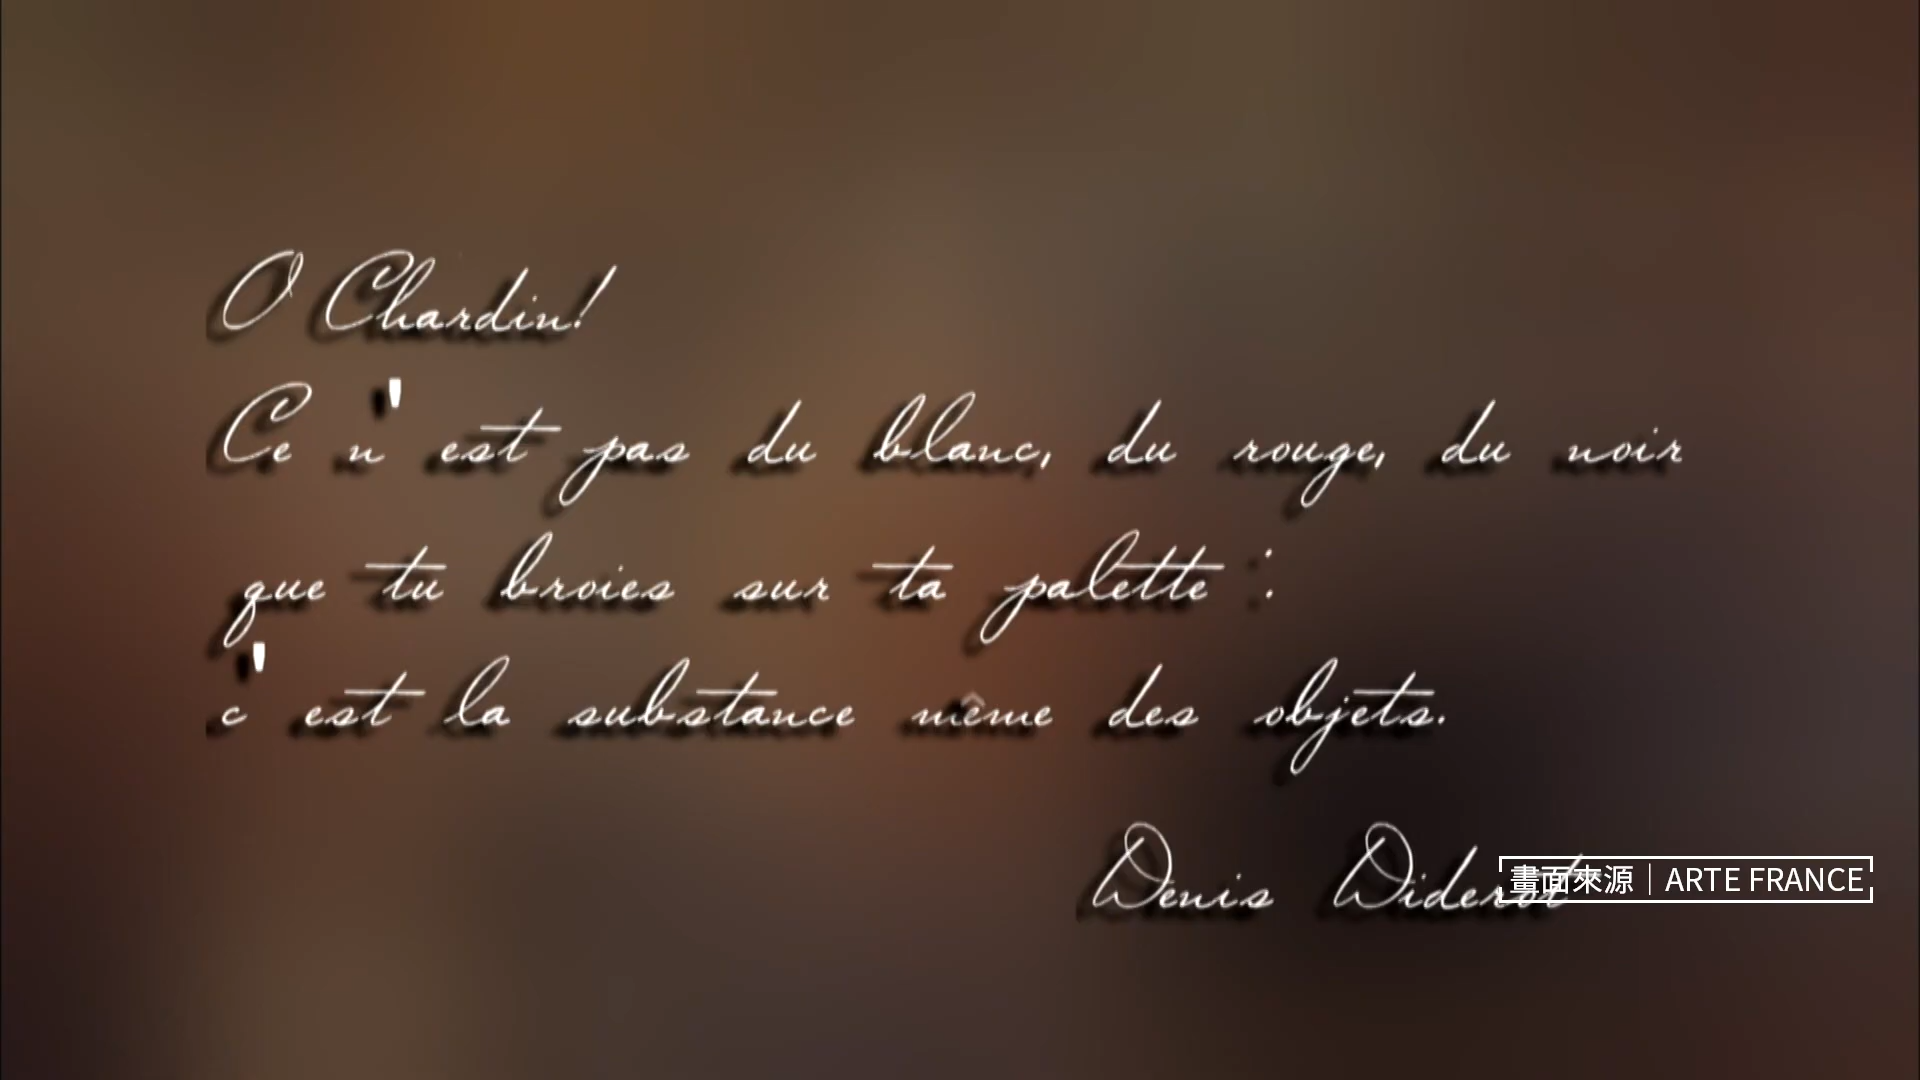 O Chardin!
Ce n'est pas du blanc, du rouge, du noir
que tu broies sur ta palette :
c'est la substance même des objets.
Denis Diderot
畫面來源｜ARTE FRANCE